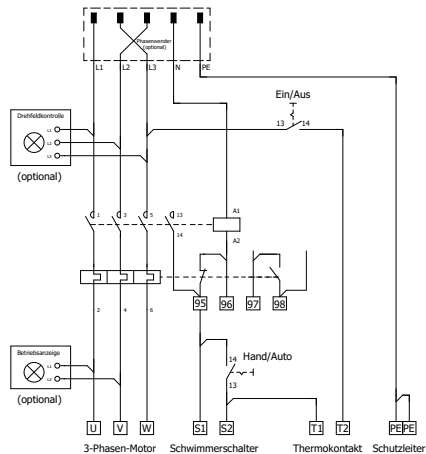 Phasenwender
(optional)
L1 L2 L3 N PE
Drehfeldkontrolle
L1
L2
L3
(optional)
Ein/Aus
13 14
1 3 5 13
14
A1
A2
95 96 97 98
2 4 6
Betriebsanzeige
L1
L2
(optional)
14
Hand/Auto
13
U V W S1 S2 T1 T2 PE PE
3-Phasen-Motor Schwimmerschalter Thermokontakt Schutzleiter